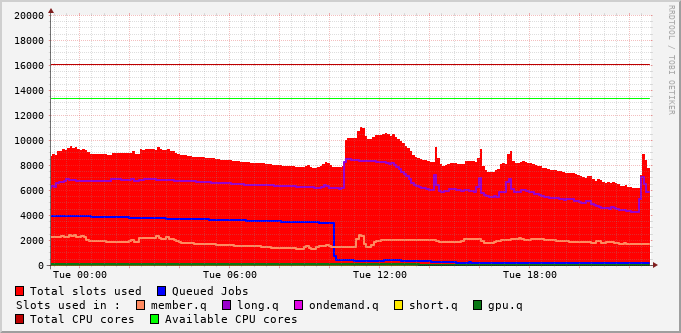 20000
18000
16000
14000
12000
10000
8000
6000
4000
2000
0
Tue 00:00 Tue 06:00 Tue 12:00 Tue 18:00
RRDTOOL / TOBI OETIKER
Total slots used Queued Jobs
Slots used in : member.q long.q ondemand.q short.q gpu.q
Total CPU cores Available CPU cores